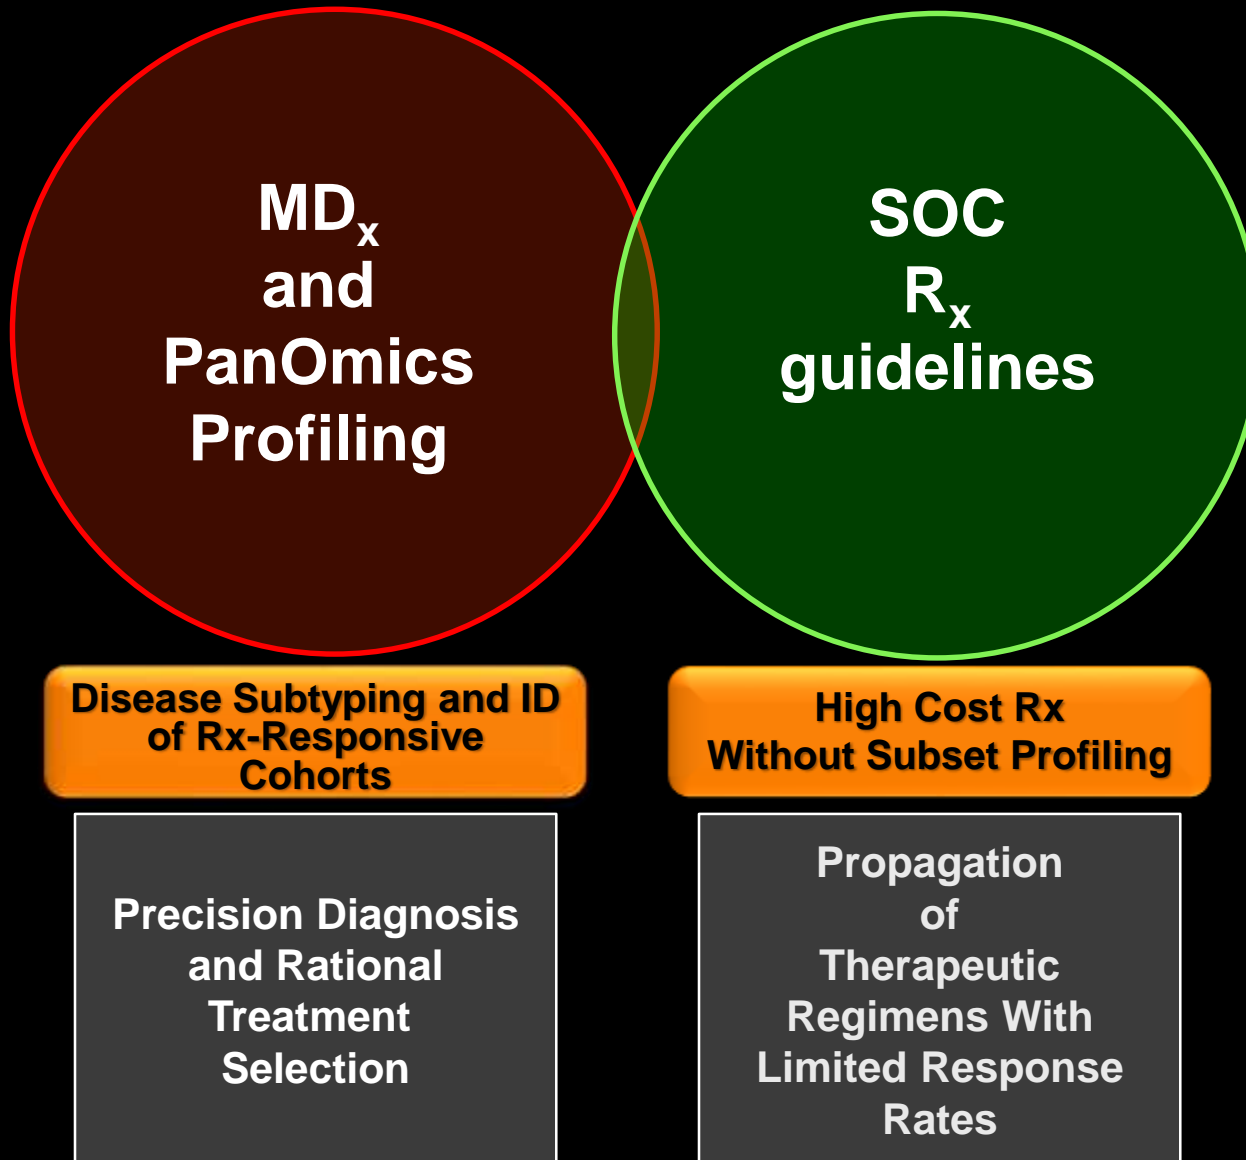 MDx
and
PanOmics
Profiling
SOC
Rx
guidelines
Disease Subtyping and ID
of Rx-Responsive
Cohorts
High Cost Rx
Without Subset Profiling
Precision Diagnosis
and Rational
Treatment
Selection
Propagation
of
Therapeutic
Regimens With
Limited Response
Rates